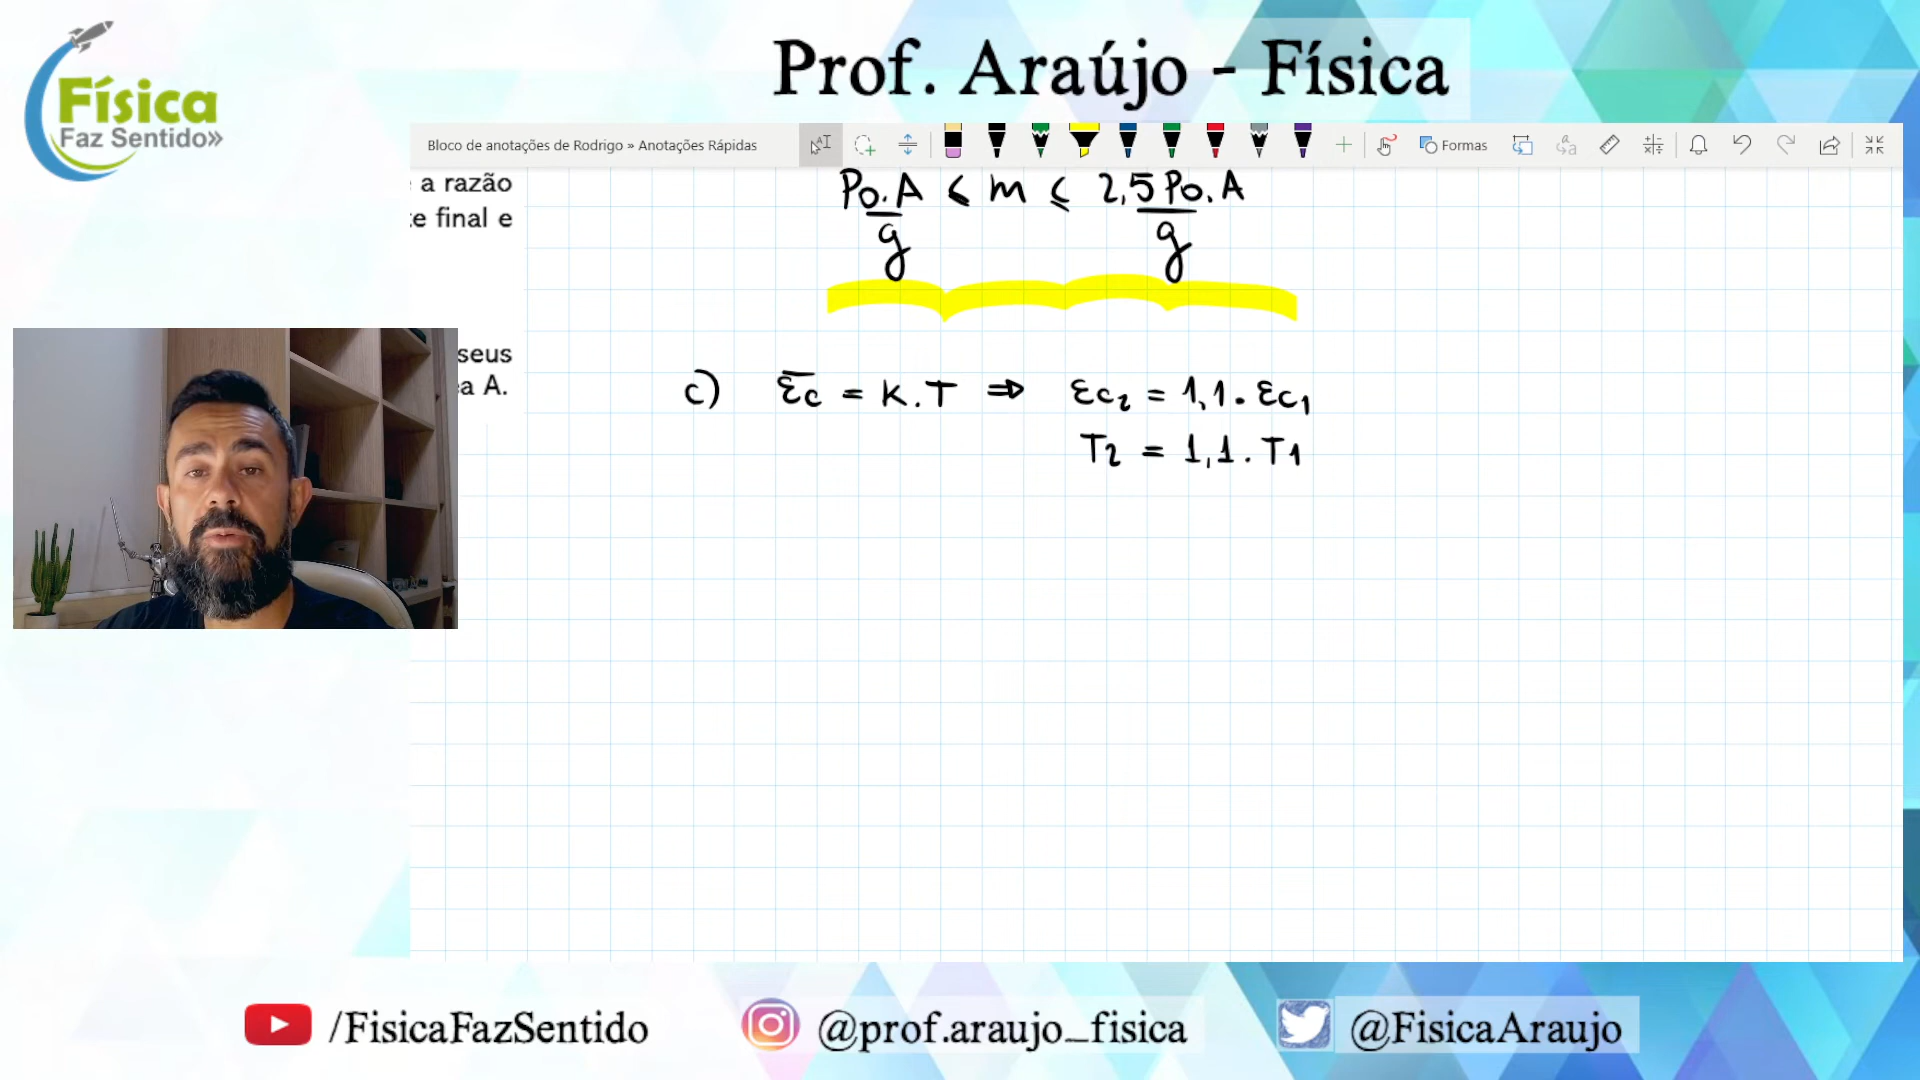 Prof. Araújo - Física
Física
Faz Sentido»
Bloco de anotações de Rodrigo » Anotações Rápidas
Formas
a razão
te final e
seus
a A.
Po.A/g ≤ m ≤ 2,5 Po.A/g
c) Ec = K.T ⇒ Ec2 = 1,1 . Ec1
T2 = 1,1 . T1
/FisicaFazSentido
@prof.araujo_fisica
@FisicaAraujo